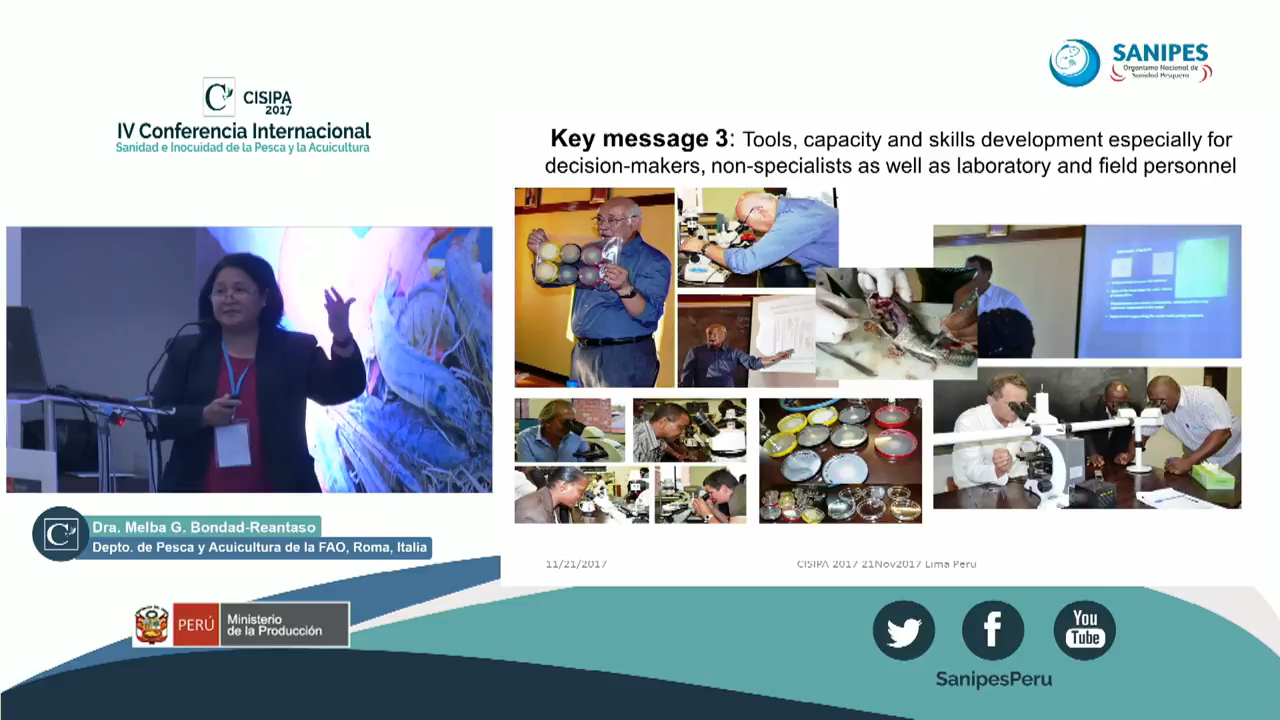 CISIPA
2017
IV Conferencia Internacional
Sanidad e Inocuidad de la Pesca y la Acuicultura
SANIPES
Organismo Nacional de
Sanidad Pesquera
Key message 3: Tools, capacity and skills development especially for
decision-makers, non-specialists as well as laboratory and field personnel
Dra. Melba G. Bondad-Reantaso
Depto. de Pesca y Acuicultura de la FAO, Roma, Italia
11/21/2017
CISIPA 2017 21Nov2017 Lima Peru
PERÚ
Ministerio
de la Producción
You
Tube
SanipesPeru